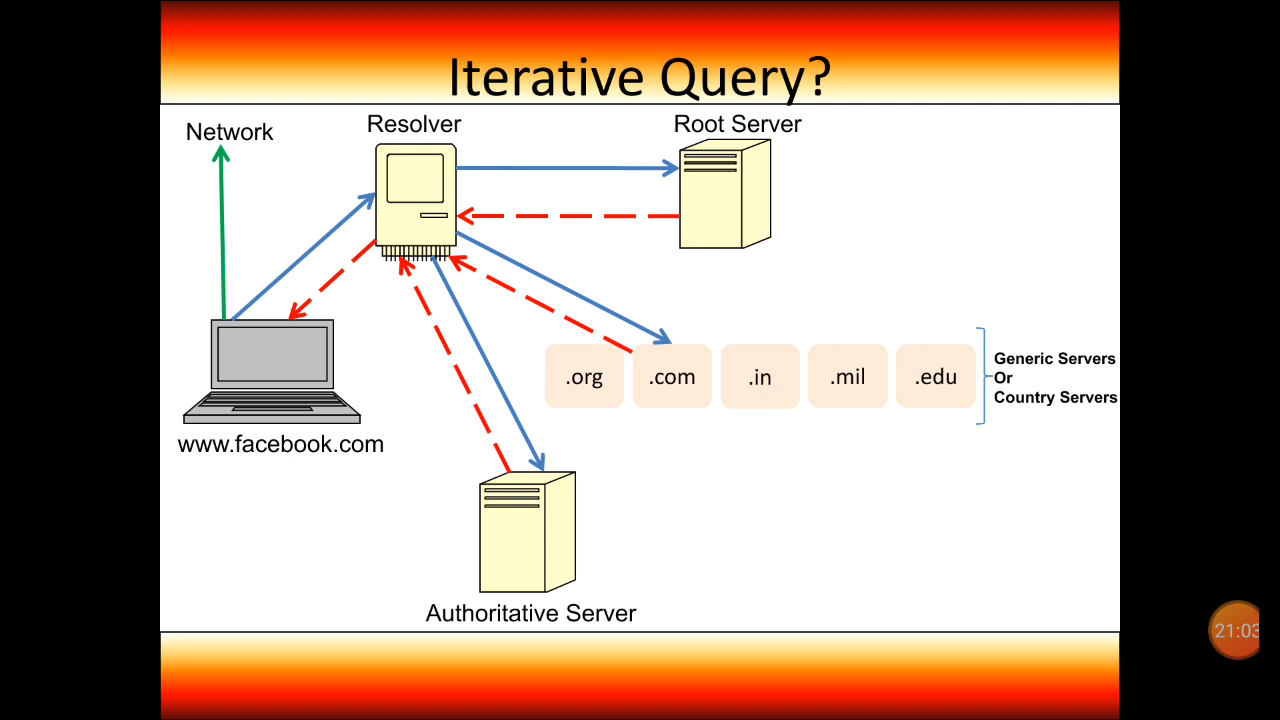 Iterative Query?
Network
Resolver
Root Server
.org
.com
.in
.mil
.edu
Generic Servers
Or
Country Servers
www.facebook.com
Authoritative Server
21:03